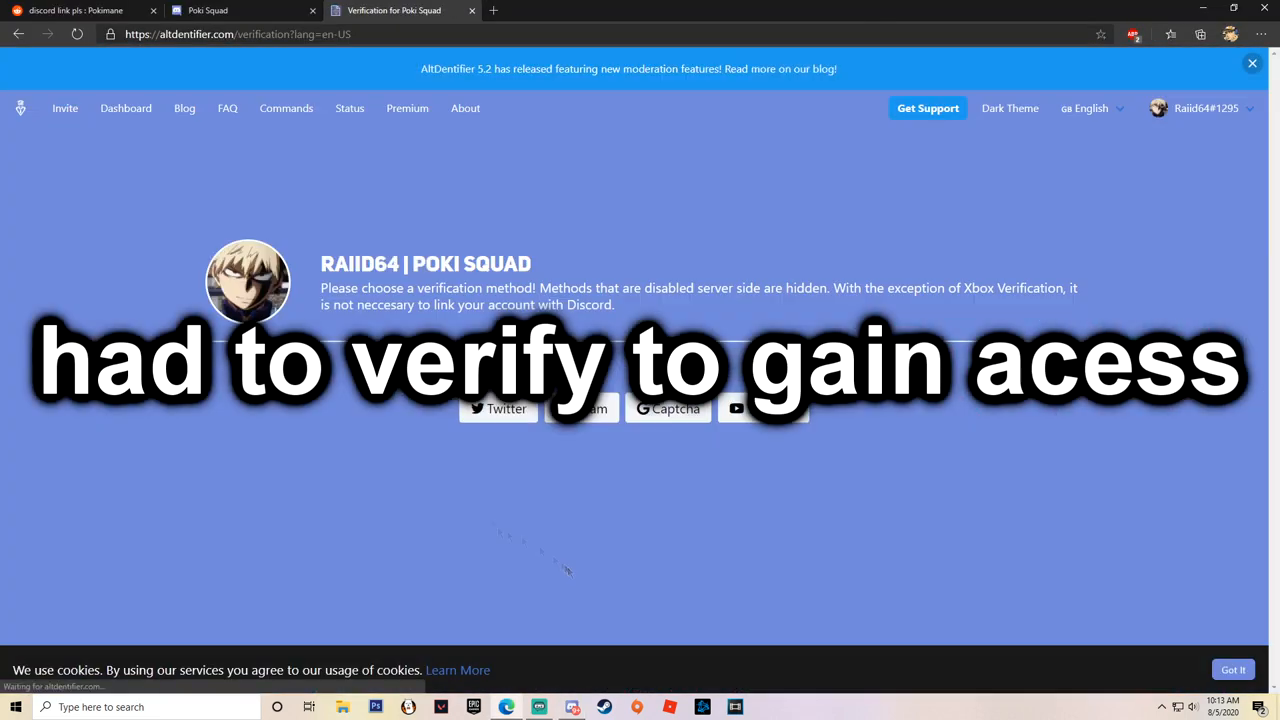 discord link pls : Pokimane
Poki Squad
Verification for Poki Squad
https://altdentifier.com/verification?lang=en-US
2
AltDentifier 5.2 has released featuring new moderation features! Read more on our blog!
Invite Dashboard Blog FAQ Commands Status Premium About Get Support Dark Theme GB English Raiid64#1295
RAIID64 | POKI SQUAD
Please choose a verification method! Methods that are disabled server side are hidden. With the exception of Xbox Verification, it
is not neccesary to link your account with Discord.
had to verify to gain acess
Twitter
Captcha
We use cookies. By using our services you agree to our usage of cookies. Learn More
Got It
Waiting for altdentifier.com...
Type here to search
10:13 AM
8/5/2020
2